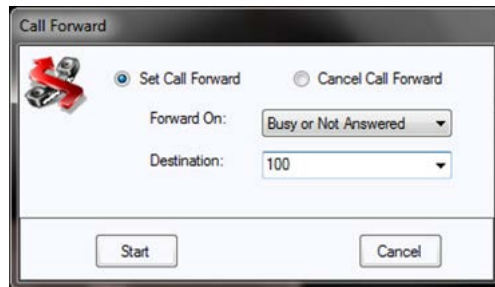 Call Forward
Set Call Forward Cancel Call Forward
Forward On: Busy or Not Answered
Destination: 100
Start Cancel